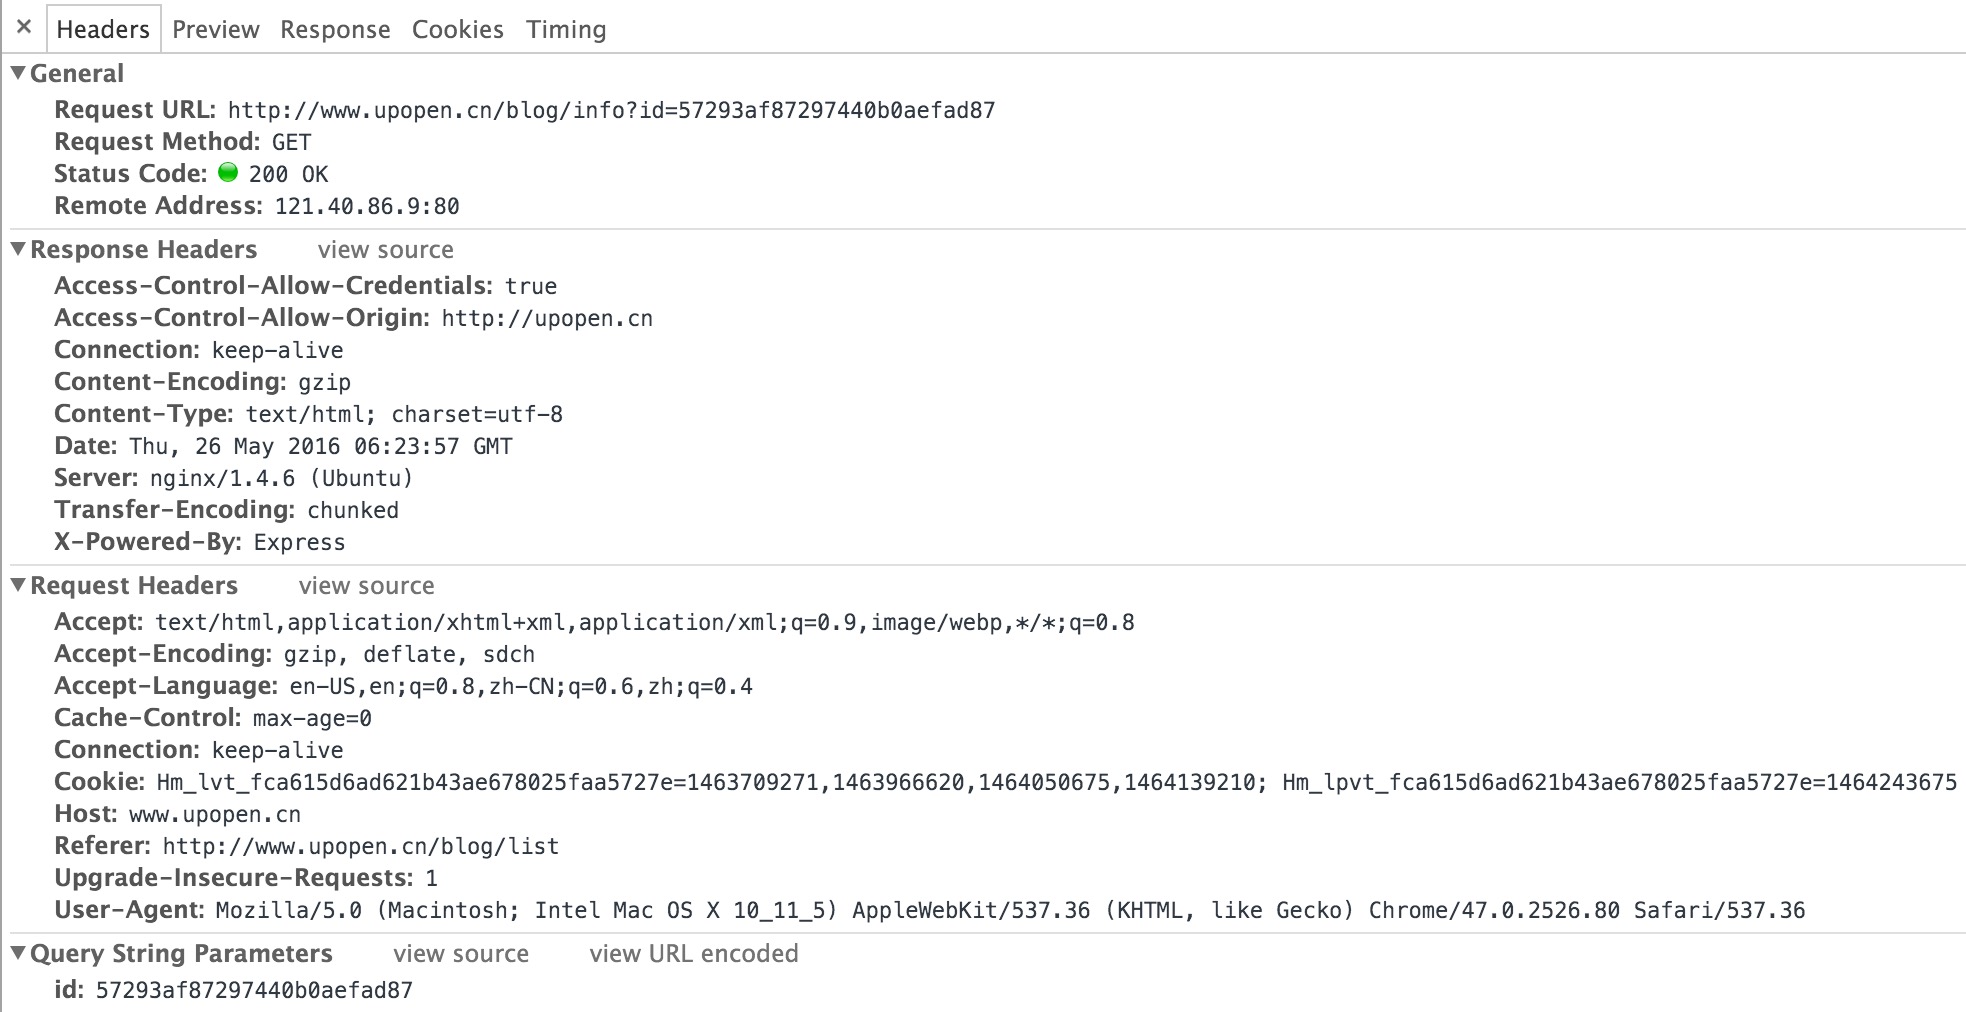 × Headers Preview Response Cookies Timing
▼General
Request URL: http://www.upopen.cn/blog/info?id=57293af87297440b0aefad87
Request Method: GET
Status Code: 200 OK
Remote Address: 121.40.86.9:80
▼Response Headers view source
Access-Control-Allow-Credentials: true
Access-Control-Allow-Origin: http://upopen.cn
Connection: keep-alive
Content-Encoding: gzip
Content-Type: text/html; charset=utf-8
Date: Thu, 26 May 2016 06:23:57 GMT
Server: nginx/1.4.6 (Ubuntu)
Transfer-Encoding: chunked
X-Powered-By: Express
▼Request Headers view source
Accept: text/html,application/xhtml+xml,application/xml;q=0.9,image/webp,*/*;q=0.8
Accept-Encoding: gzip, deflate, sdch
Accept-Language: en-US,en;q=0.8,zh-CN;q=0.6,zh;q=0.4
Cache-Control: max-age=0
Connection: keep-alive
Cookie: Hm_lvt_fca615d6ad621b43ae678025faa5727e=1463709271,1463966620,1464050675,1464139210; Hm_lpvt_fca615d6ad621b43ae678025faa5727e=1464243675
Host: www.upopen.cn
Referer: http://www.upopen.cn/blog/list
Upgrade-Insecure-Requests: 1
User-Agent: Mozilla/5.0 (Macintosh; Intel Mac OS X 10_11_5) AppleWebKit/537.36 (KHTML, like Gecko) Chrome/47.0.2526.80 Safari/537.36
▼Query String Parameters view source view URL encoded
id: 57293af87297440b0aefad87